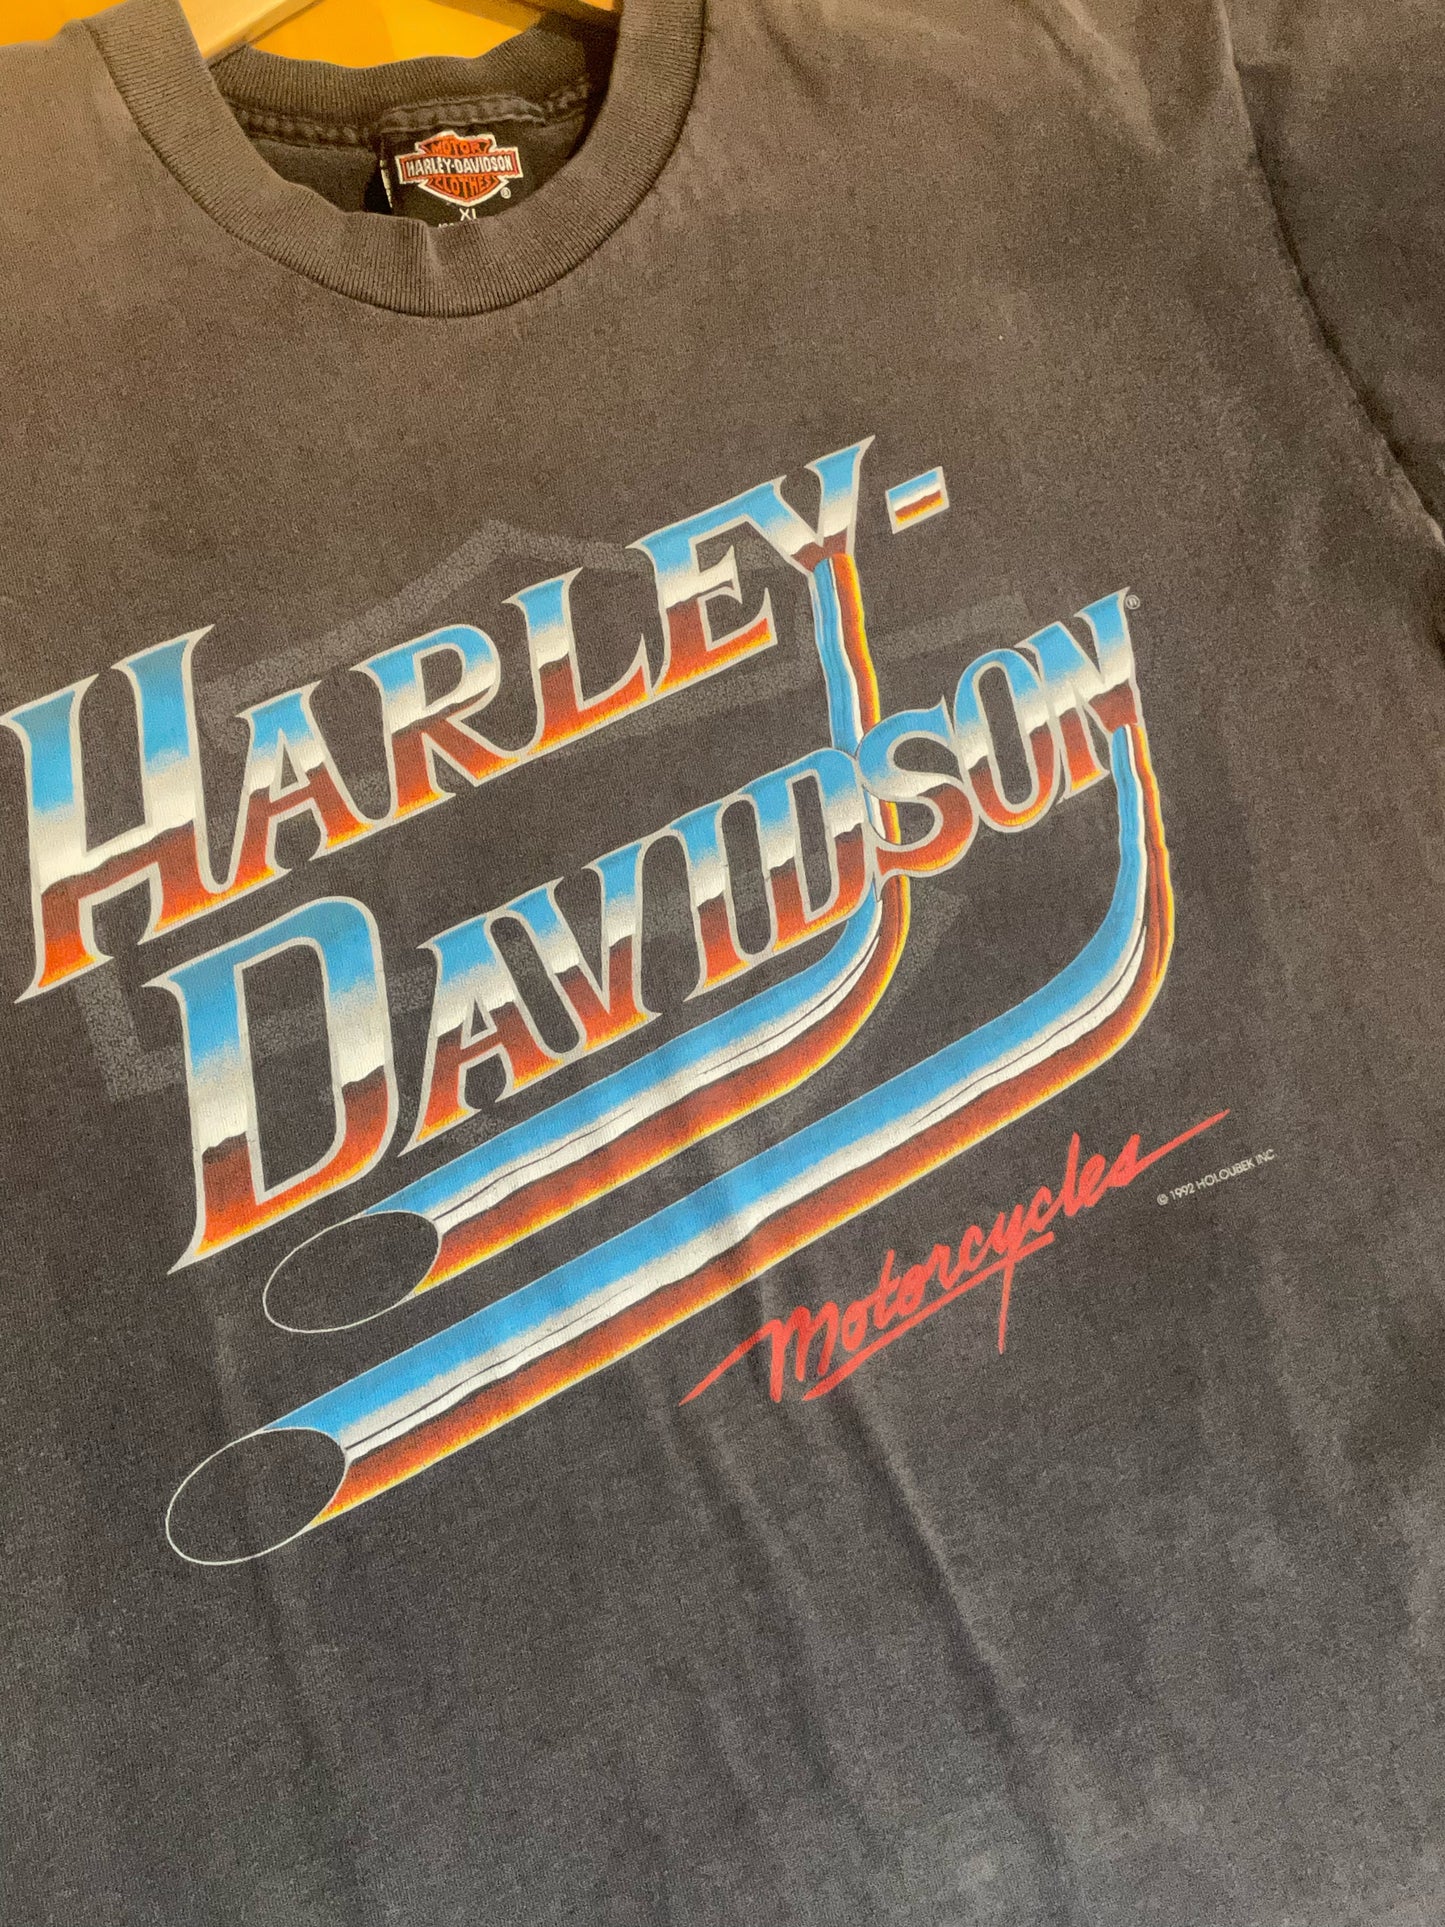 MOTOR
HARLEY-DAVIDSON
CLOTHES
®
XL
HARLEY-
DAVIDSON®
Motorcycles
© 1992 HOLOUBEK INC.